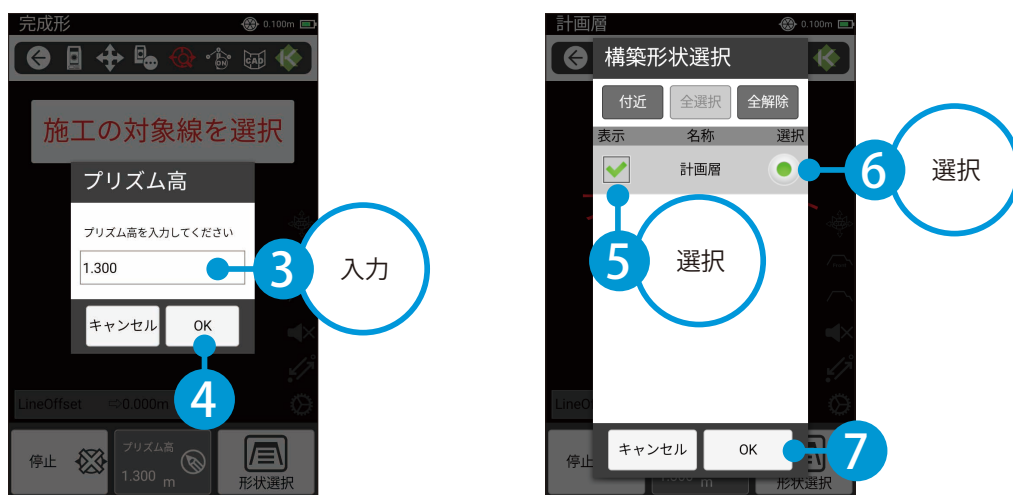 完成形
0.100m
CAD
施工の対象線を選択
プリズム高
プリズム高を入力してください
1.300
3
入力
キャンセル
OK
4
LineOffset ⇨0.000m
停止
プリズム高
1.300 m
形状選択
計画層
0.100m
構築形状選択
付近
全選択
全解除
表示
名称
選択
計画層
6
選択
5
選択
LineO
キャンセル
OK
7
停止
m
形状選択